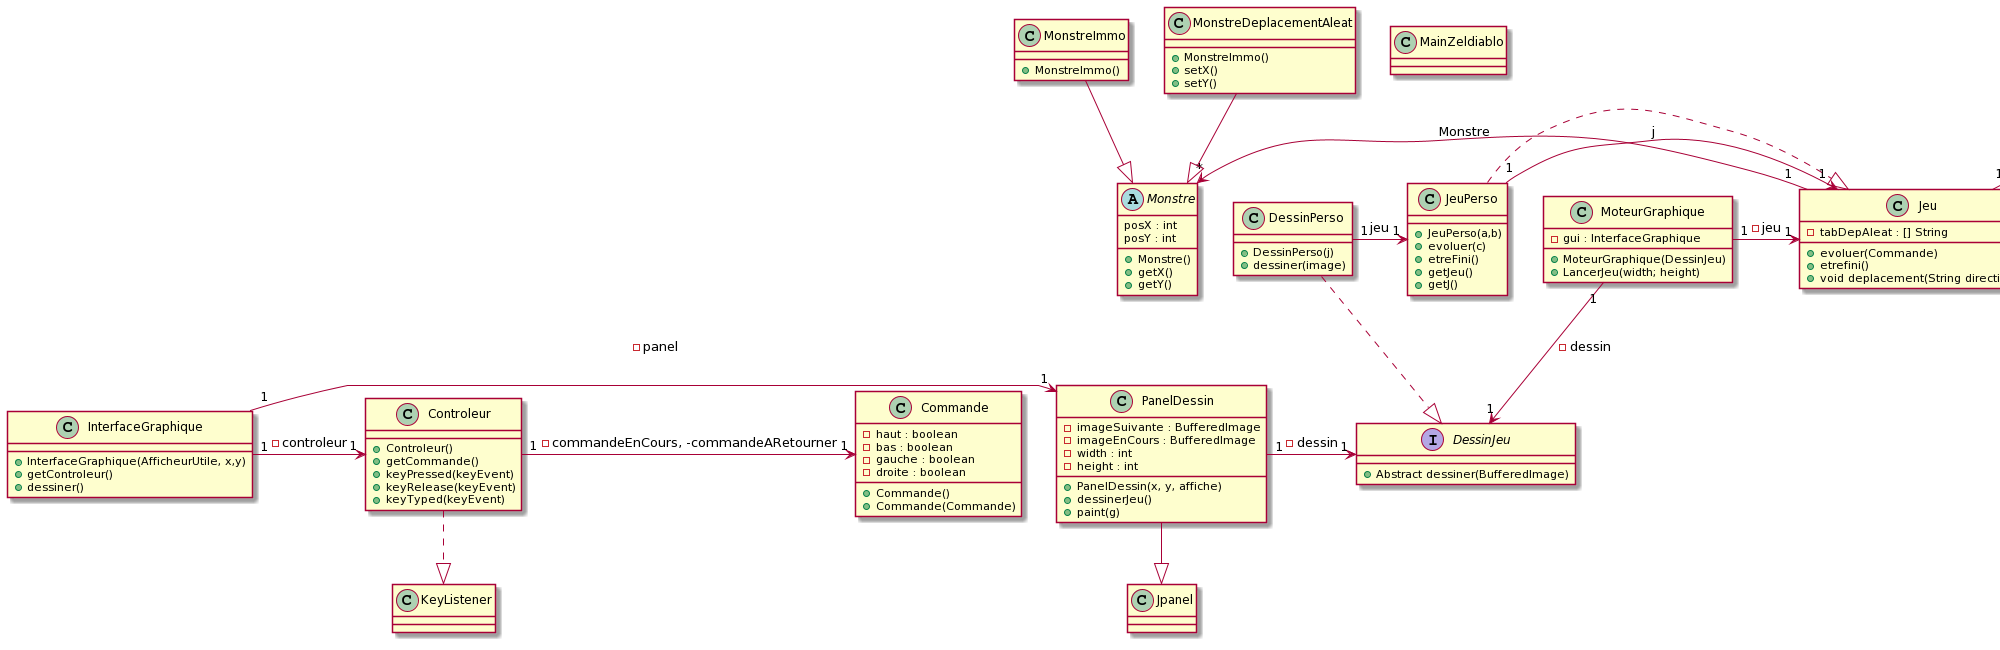 C MonstreImmo
MonstreImmo()
C MonstreDeplacementAleat
MonstreImmo()
setX()
setY()
C MainZeldiablo
Monstre
j
* 1 1 1 1
A Monstre
posX : int
posY : int
Monstre()
getX()
getY()
C DessinPerso
DessinPerso(j)
dessiner(image)
1 jeu 1
C JeuPerso
JeuPerso(a,b)
evoluer(c)
etreFini()
getJeu()
getJ()
C MoteurGraphique
gui : InterfaceGraphique
MoteurGraphique(DessinJeu)
LancerJeu(width; height)
1 jeu 1
C Jeu
tabDepAleat : [] String
evoluer(Commande)
etrefini()
void deplacement(String directi
1
dessin
1
panel
1 1
C InterfaceGraphique
InterfaceGraphique(AfficheurUtile, x,y)
getControleur()
dessiner()
1 controleur 1
C Controleur
Controleur()
getCommande()
keyPressed(keyEvent)
keyRelease(keyEvent)
keyTyped(keyEvent)
1 commandeEnCours, -commandeARetourner 1
C Commande
haut : boolean
bas : boolean
gauche : boolean
droite : boolean
Commande()
Commande(Commande)
C PanelDessin
imageSuivante : BufferedImage
imageEnCours : BufferedImage
width : int
height : int
PanelDessin(x, y, affiche)
dessinerJeu()
paint(g)
1 dessin 1
I DessinJeu
Abstract dessiner(BufferedImage)
C KeyListener
C Jpanel